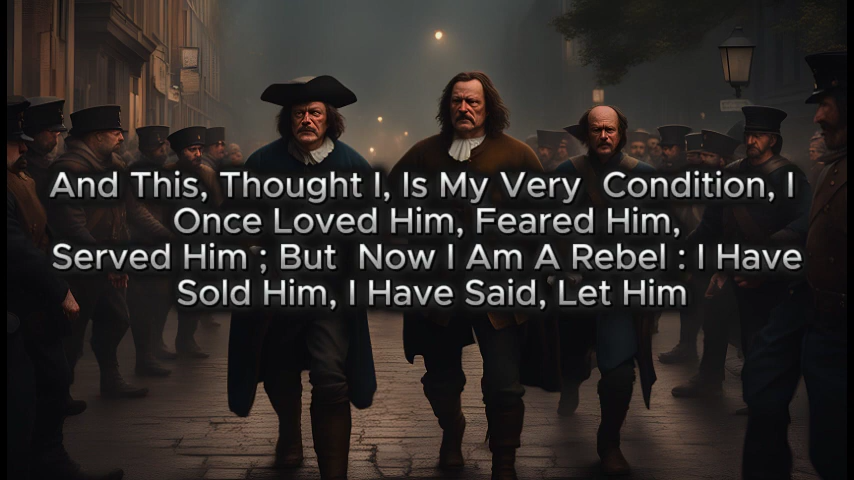 And This, Thought I, Is My Very Condition, I
Once Loved Him, Feared Him,
Served Him ; But Now I Am A Rebel : I Have
Sold Him, I Have Said, Let Him